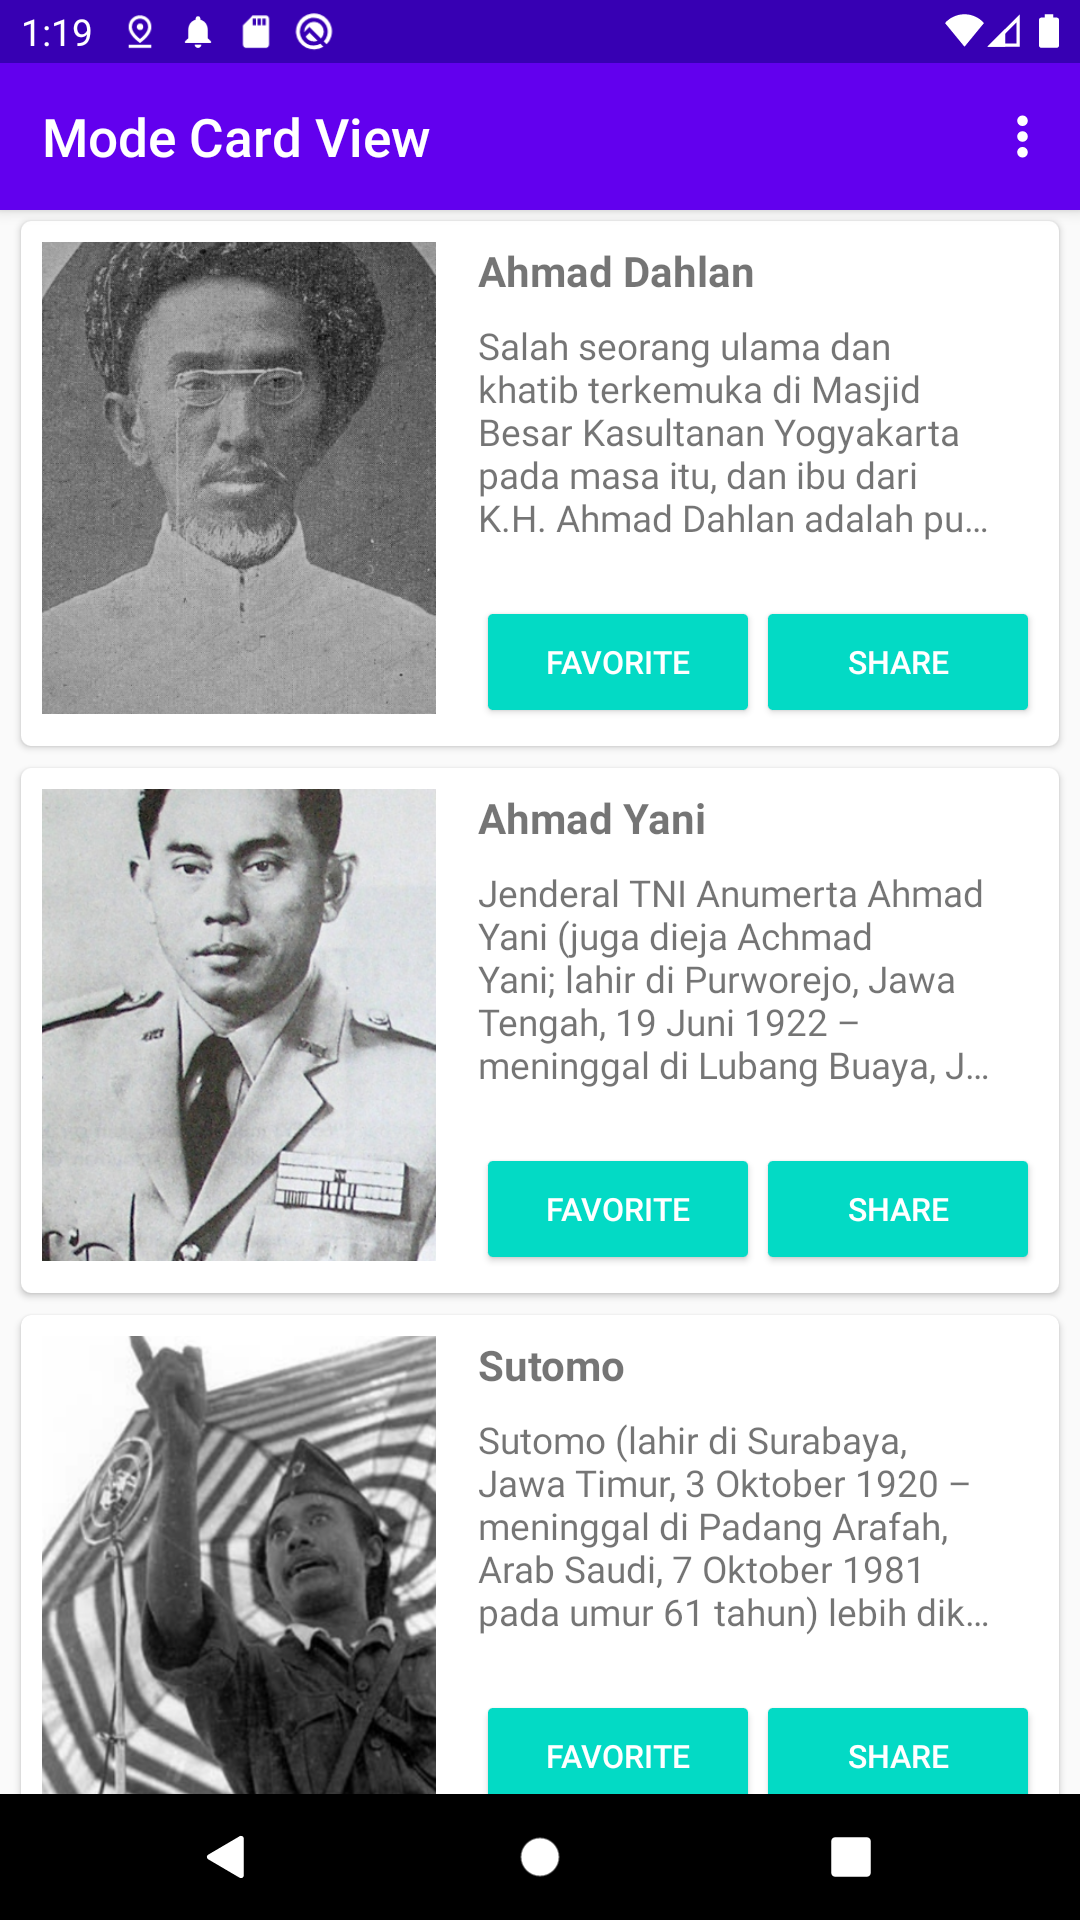 1:19
Mode Card View
Ahmad Dahlan
Salah seorang ulama dan
khatib terkemuka di Masjid
Besar Kasultanan Yogyakarta
pada masa itu, dan ibu dari
K.H. Ahmad Dahlan adalah pu...
FAVORITE SHARE
Ahmad Yani
Jenderal TNI Anumerta Ahmad
Yani (juga dieja Achmad
Yani; lahir di Purworejo, Jawa
Tengah, 19 Juni 1922 –
meninggal di Lubang Buaya, J...
FAVORITE SHARE
Sutomo
Sutomo (lahir di Surabaya,
Jawa Timur, 3 Oktober 1920 –
meninggal di Padang Arafah,
Arab Saudi, 7 Oktober 1981
pada umur 61 tahun) lebih dik...
FAVORITE SHARE